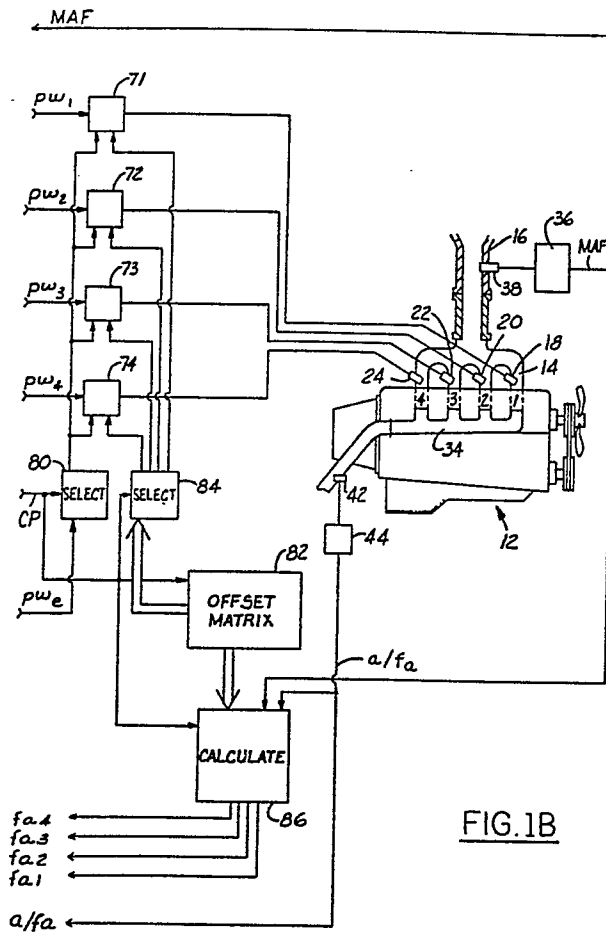 MAF
71
pw1
72
pw2
73
pw3
74
pw4
16
36
MAF
38
22
20
18
24
14
4 3 2 1
34
80
SELECT
SELECT
84
42
12
CP
44
82
pwe
OFFSET
MATRIX
a/fa
CALCULATE
86
fa4
fa3
fa2
fa1
FIG.1B
a/fa